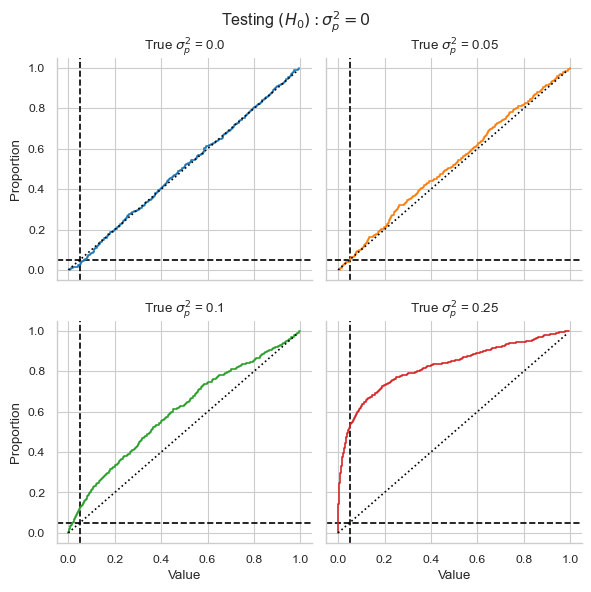 Testing (H₀) : σ²ₚ = 0
True σ²ₚ = 0.0
True σ²ₚ = 0.05
Proportion
1.0
0.8
0.6
0.4
0.2
0.0
True σ²ₚ = 0.1
True σ²ₚ = 0.25
Proportion
1.0
0.8
0.6
0.4
0.2
0.0
0.0 0.2 0.4 0.6 0.8 1.0
0.0 0.2 0.4 0.6 0.8 1.0
Value
Value